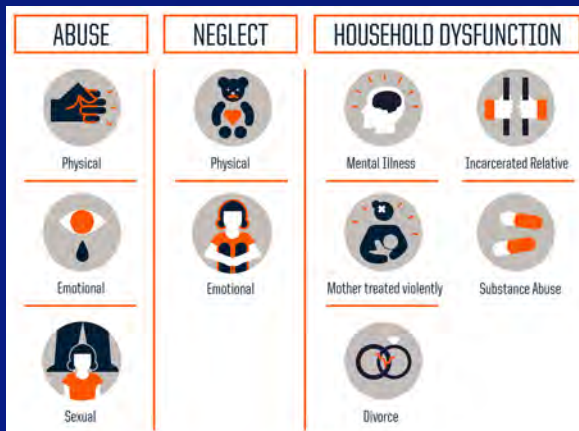 ABUSE
NEGLECT
HOUSEHOLD DYSFUNCTION
Physical
Physical
Mental Illness
Incarcerated Relative
Emotional
Emotional
Mother treated violently
Substance Abuse
Sexual
Divorce